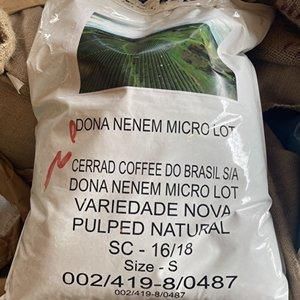 DONA NENEM MICRO LOT
CERRAD COFFEE DO BRASIL S/A
DONA NENEM MICRO LOT
VARIEDADE NOVA
PULPED NATURAL
SC - 16/18
Size - S
002/419-8/0487
002/419-8/0487